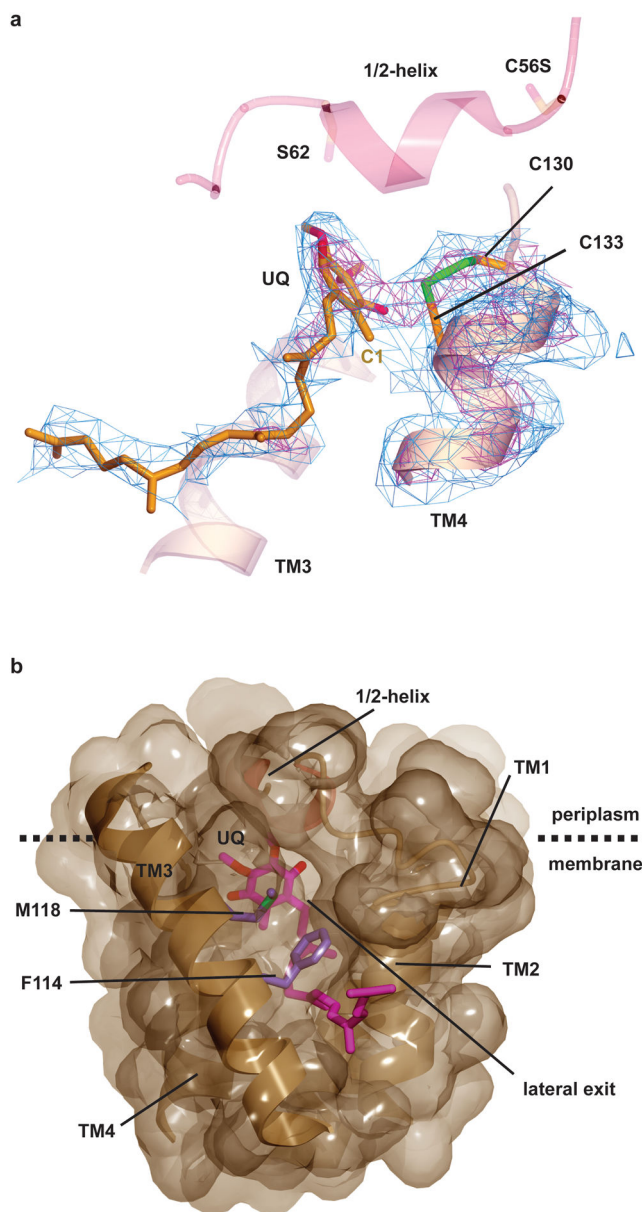 a
1/2-helix
C56S
S62
C130
C133
UQ
C1
TM4
TM3
b
1/2-helix
TM1
UQ
periplasm
TM3
membrane
M118
F114
TM2
lateral exit
TM4